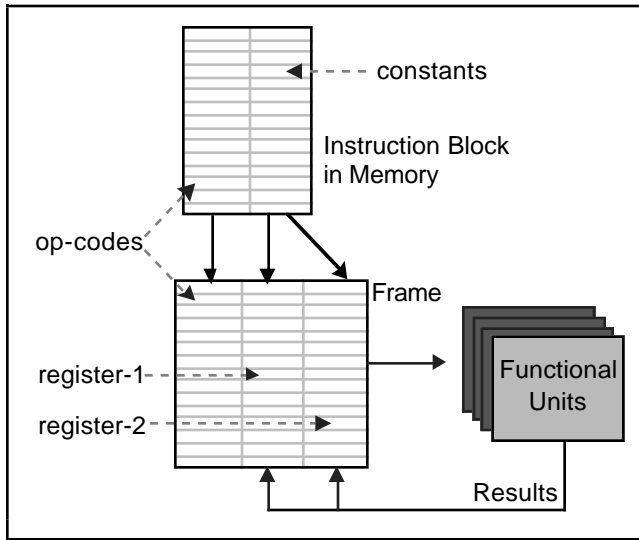 constants
Instruction Block
in Memory
op-codes
Frame
register-1
register-2
Functional
Units
Results